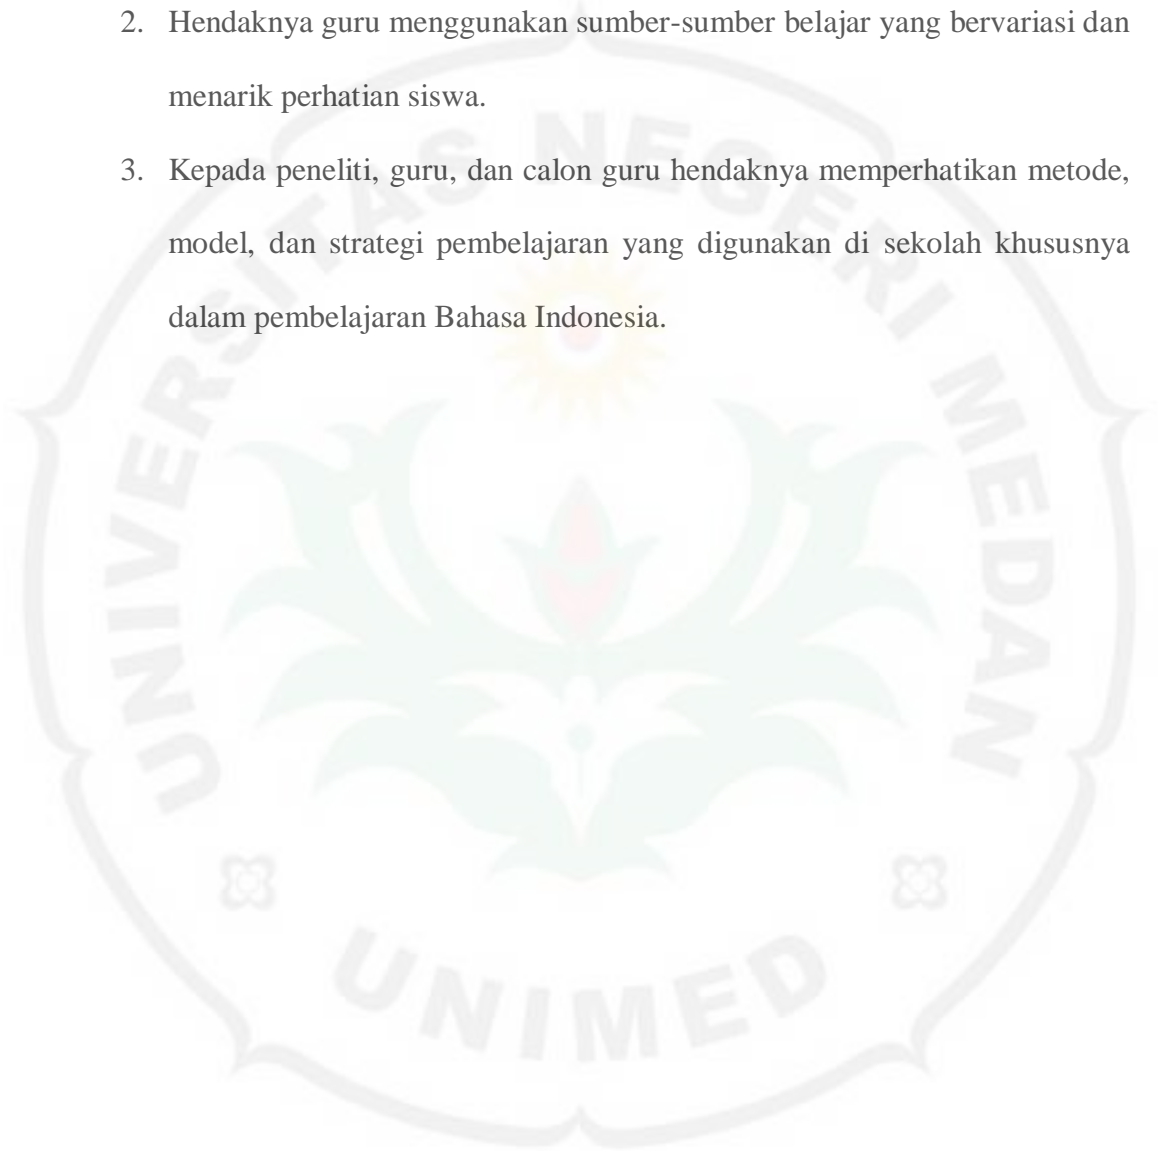 2. Hendaknya guru menggunakan sumber-sumber belajar yang bervariasi dan
menarik perhatian siswa.
3. Kepada peneliti, guru, dan calon guru hendaknya memperhatikan metode,
model, dan strategi pembelajaran yang digunakan di sekolah khususnya
dalam pembelajaran Bahasa Indonesia.
UNIVERSITAS NEGERI MEDAN
UNIMED